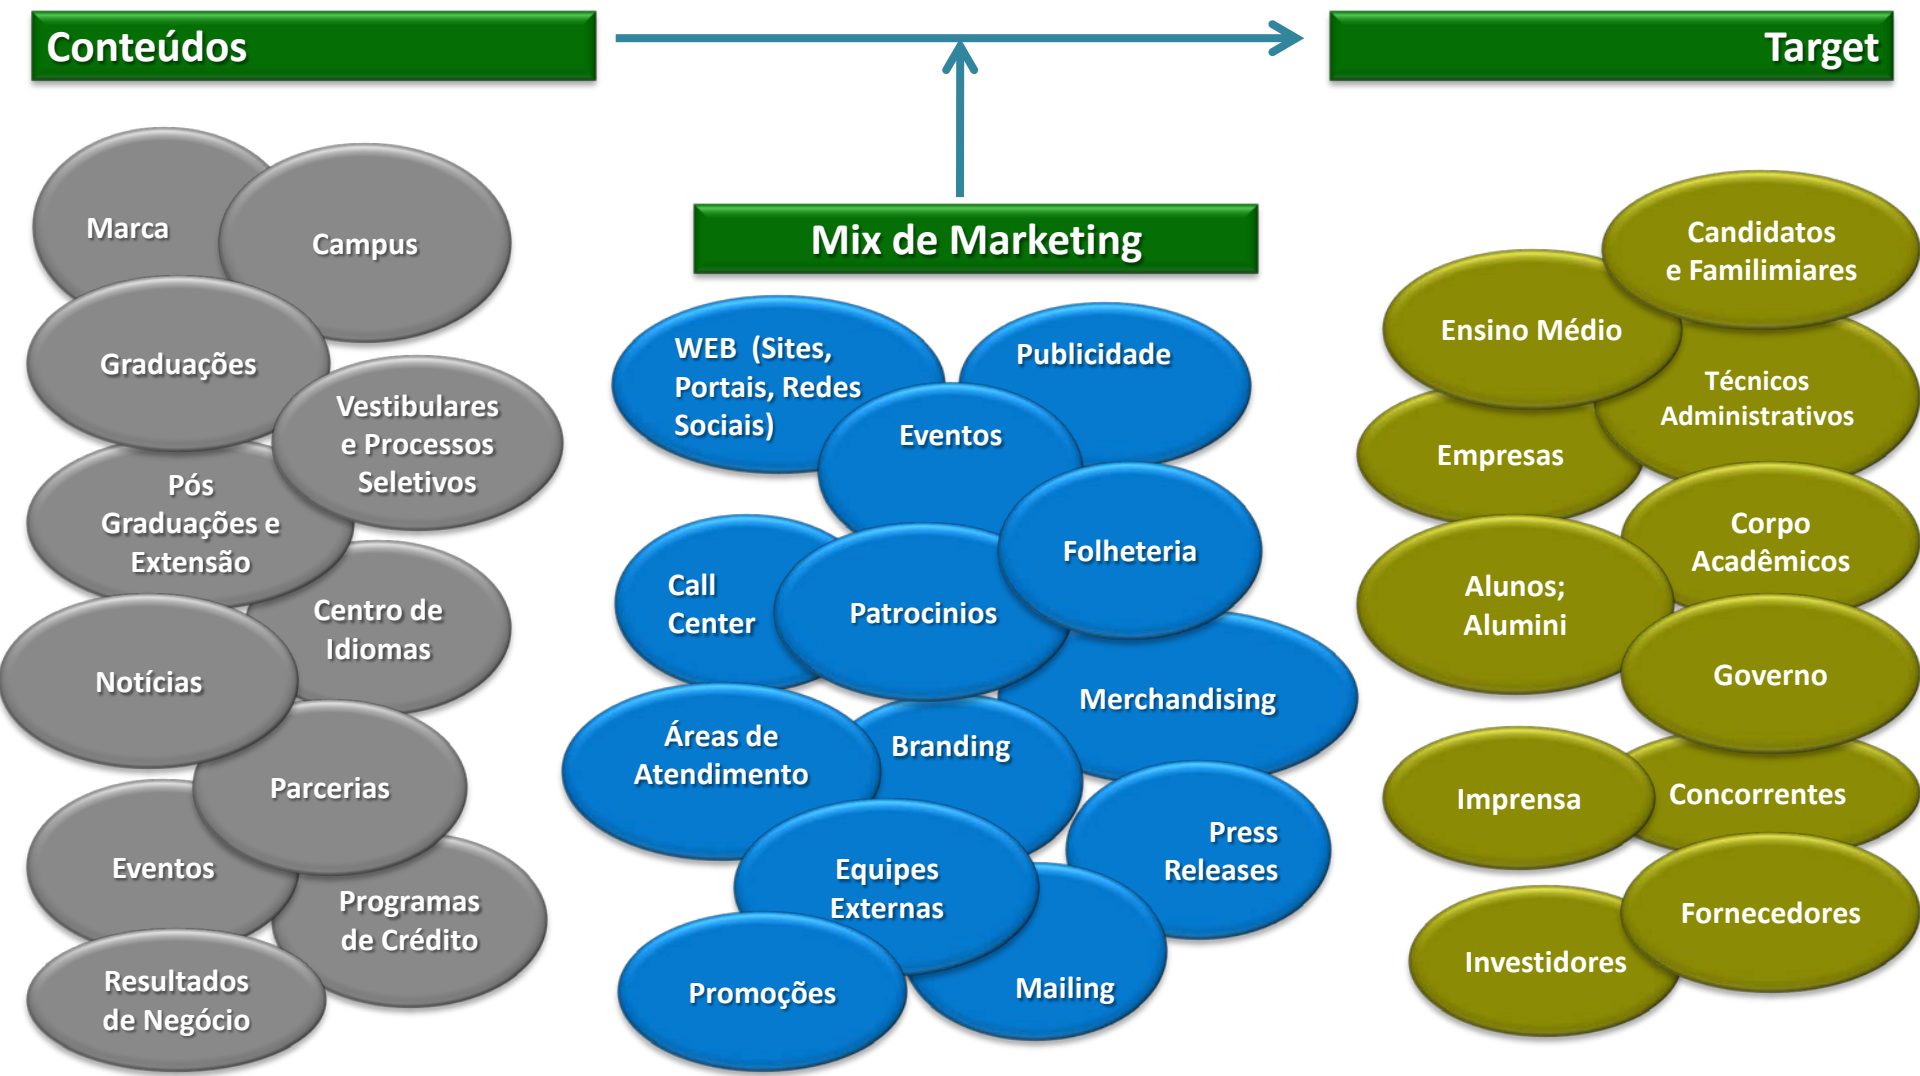 Conteúdos
Target
Mix de Marketing
Marca
Campus
Graduações
Vestibulares
e Processos
Seletivos
Pós
Graduações e
Extensão
Centro de
Idiomas
Notícias
Parcerias
Eventos
Programas
de Crédito
Resultados
de Negócio
WEB (Sites,
Portais, Redes
Sociais)
Publicidade
Eventos
Folheteria
Call
Center
Patrocinios
Merchandising
Áreas de
Atendimento
Branding
Press
Releases
Equipes
Externas
Mailing
Promoções
Candidatos
e Familimiares
Ensino Médio
Técnicos
Administrativos
Empresas
Corpo
Acadêmicos
Alunos;
Alumini
Governo
Imprensa
Concorrentes
Fornecedores
Investidores